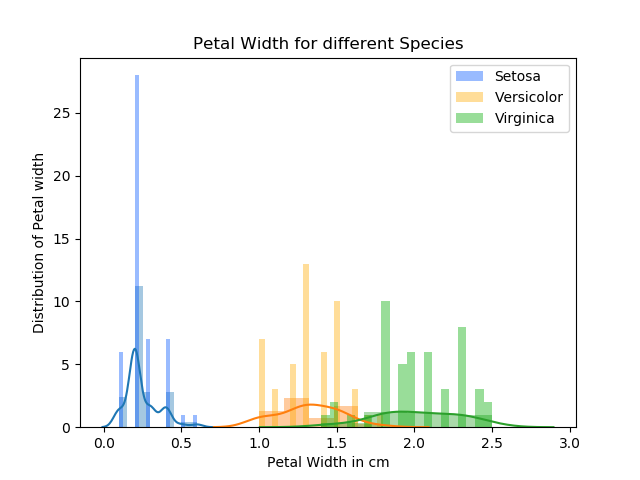 Petal Width for different Species
Setosa
Versicolor
Virginica
Distribution of Petal width
25
20
15
10
5
0
0.0 0.5 1.0 1.5 2.0 2.5 3.0
Petal Width in cm